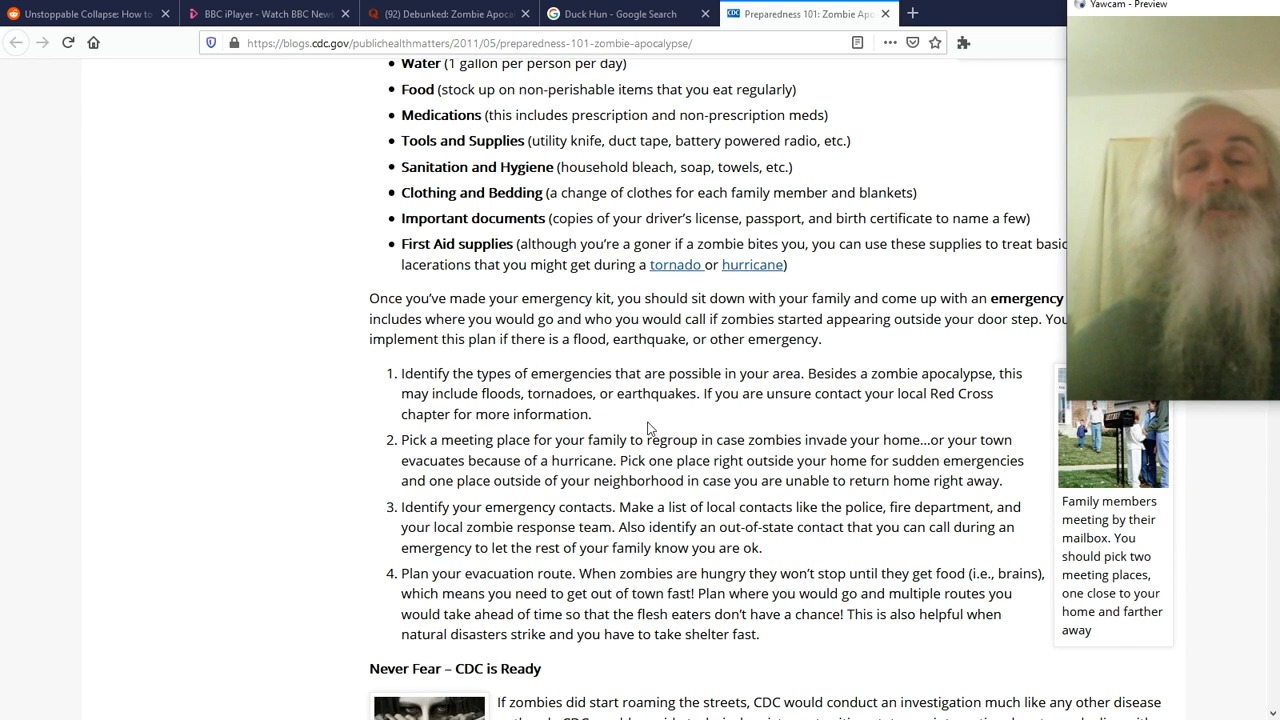 Unstoppable Collapse: How to
BBC iPlayer - Watch BBC News
(92) Debunked: Zombie Apocal
Duck Hun - Google Search
CDC
Preparedness 101: Zombie Apo
Yawcam - Preview
https://blogs.cdc.gov/publichealthmatters/2011/05/preparedness-101-zombie-apocalypse/
Water (1 gallon per person per day)
Food (stock up on non-perishable items that you eat regularly)
Medications (this includes prescription and non-prescription meds)
Tools and Supplies (utility knife, duct tape, battery powered radio, etc.)
Sanitation and Hygiene (household bleach, soap, towels, etc.)
Clothing and Bedding (a change of clothes for each family member and blankets)
Important documents (copies of your driver's license, passport, and birth certificate to name a few)
First Aid supplies (although you're a goner if a zombie bites you, you can use these supplies to treat basic
lacerations that you might get during a tornado or hurricane)
Once you've made your emergency kit, you should sit down with your family and come up with an emergency
includes where you would go and who you would call if zombies started appearing outside your door step. You
implement this plan if there is a flood, earthquake, or other emergency.
1. Identify the types of emergencies that are possible in your area. Besides a zombie apocalypse, this
may include floods, tornadoes, or earthquakes. If you are unsure contact your local Red Cross
chapter for more information.
2. Pick a meeting place for your family to regroup in case zombies invade your home...or your town
evacuates because of a hurricane. Pick one place right outside your home for sudden emergencies
and one place outside of your neighborhood in case you are unable to return home right away.
3. Identify your emergency contacts. Make a list of local contacts like the police, fire department, and
your local zombie response team. Also identify an out-of-state contact that you can call during an
emergency to let the rest of your family know you are ok.
4. Plan your evacuation route. When zombies are hungry they won't stop until they get food (i.e., brains),
which means you need to get out of town fast! Plan where you would go and multiple routes you
would take ahead of time so that the flesh eaters don't have a chance! This is also helpful when
natural disasters strike and you have to take shelter fast.
Family members
meeting by their
mailbox. You
should pick two
meeting places,
one close to your
home and farther
away
Never Fear – CDC is Ready
If zombies did start roaming the streets, CDC would conduct an investigation much like any other disease